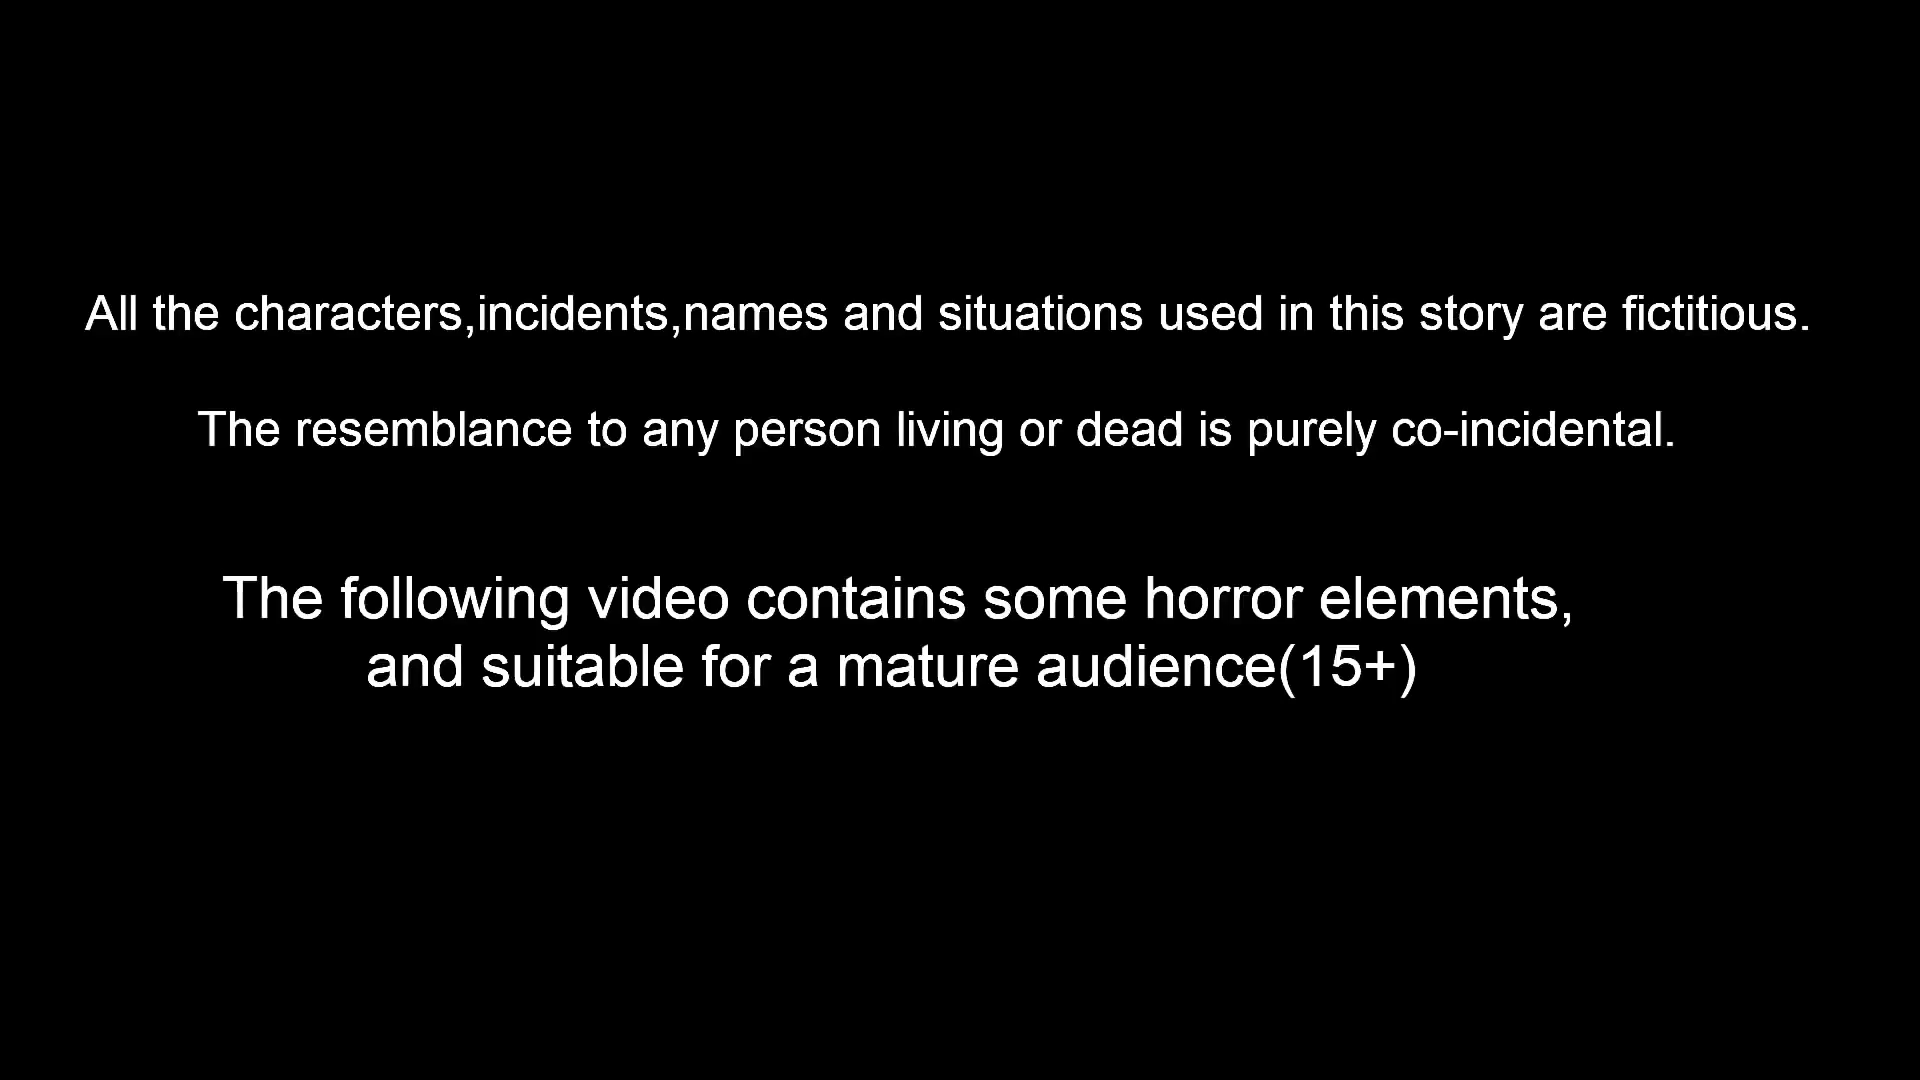 All the characters,incidents,names and situations used in this story are fictitious.
The resemblance to any person living or dead is purely co-incidental.
The following video contains some horror elements,
and suitable for a mature audience(15+)